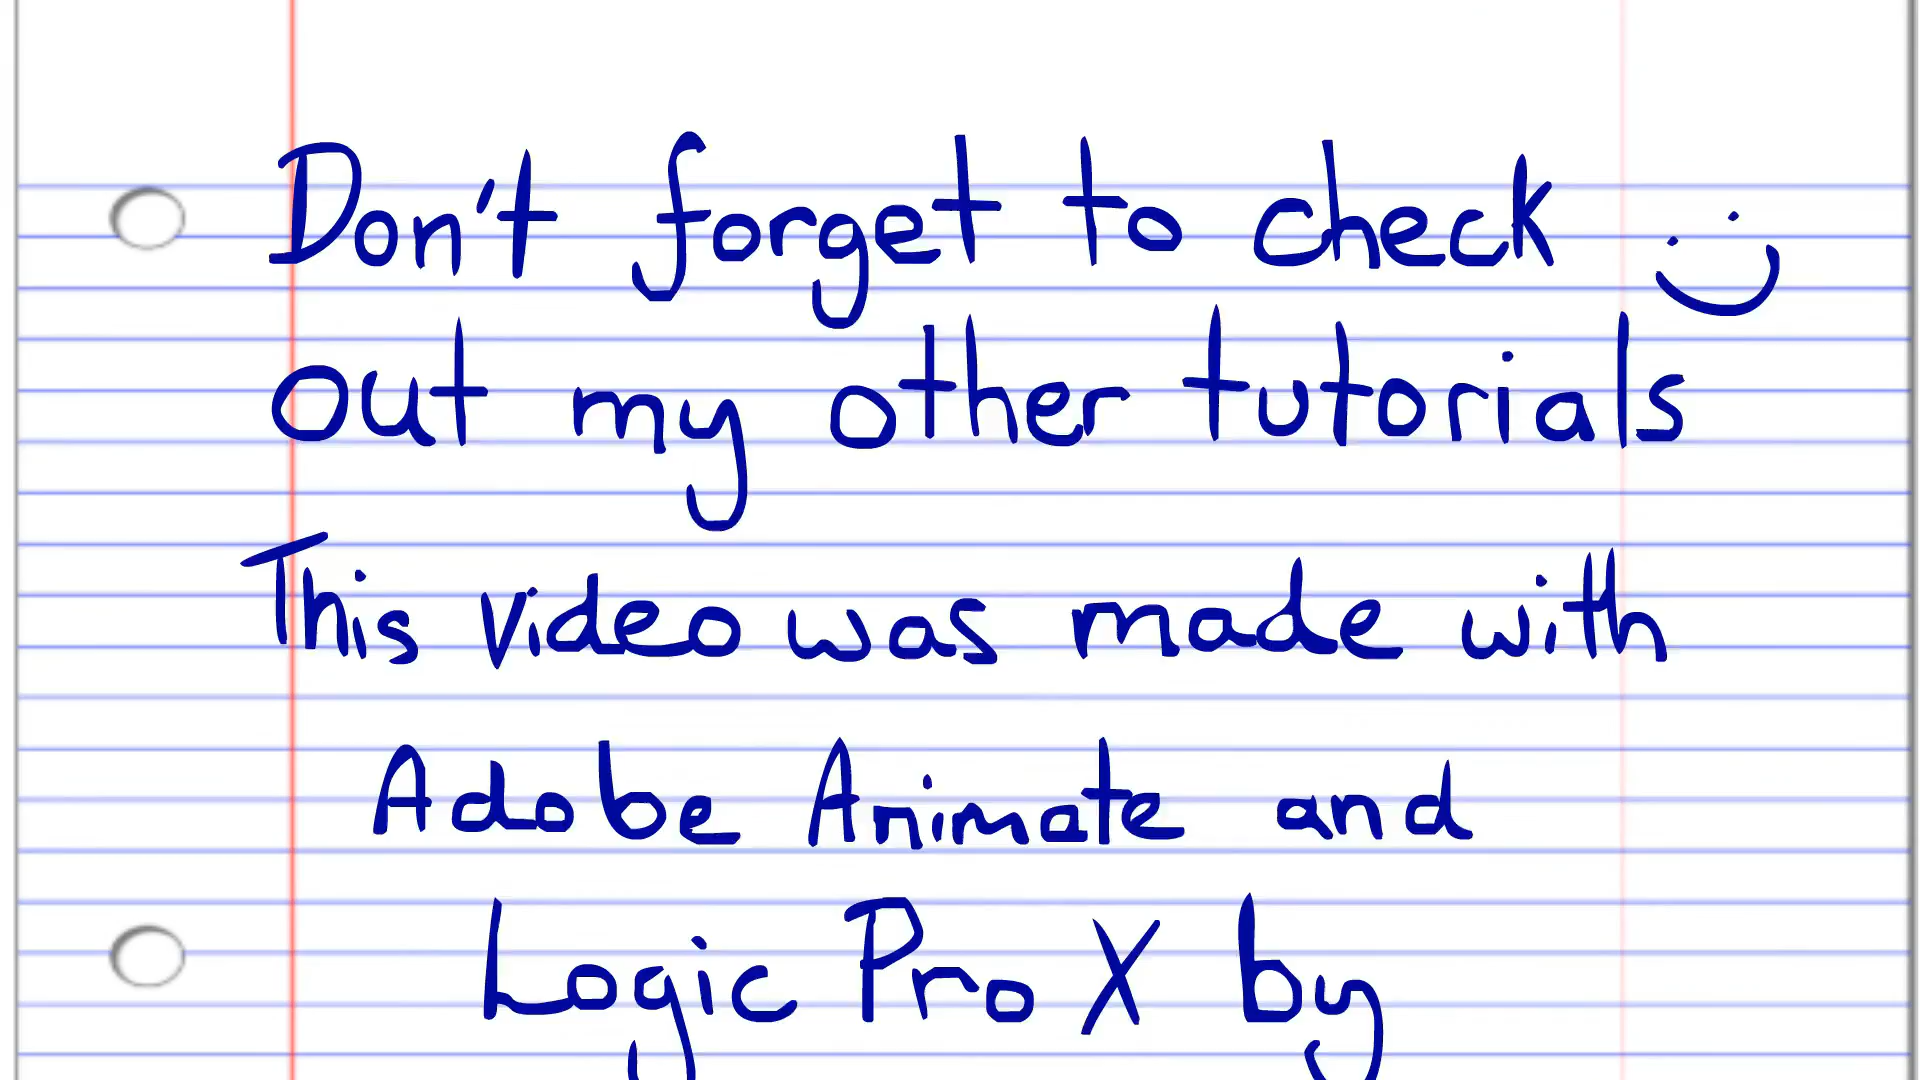 Don't forget to check :)
out my other tutorials
This video was made with
Adobe Animate and
Logic Pro X by